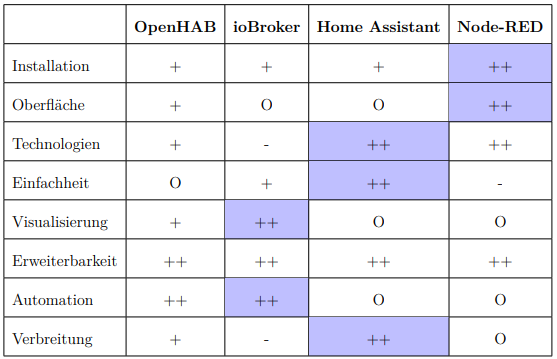 OpenHAB ioBroker Home Assistant Node-RED
Installation + + + ++
Oberfläche + O O ++
Technologien + - ++ ++
Einfachheit O + ++ -
Visualisierung + ++ O O
Erweiterbarkeit ++ ++ ++ ++
Automation ++ ++ O O
Verbreitung + - ++ O